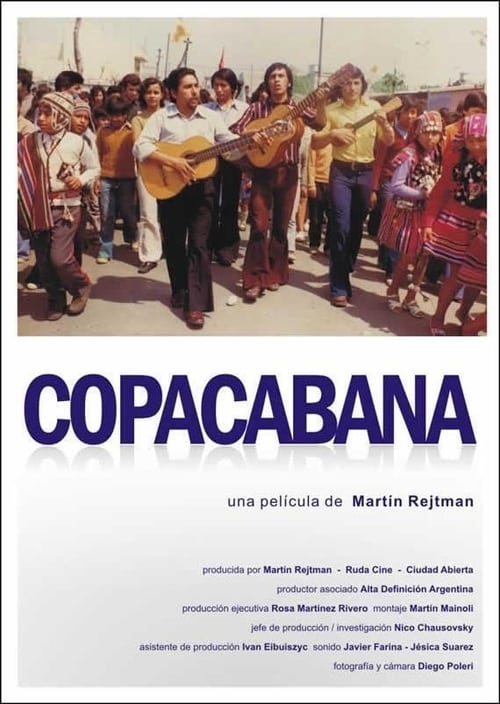 COPACABANA
una película de Martín Rejtman
producida por Martín Rejtman - Ruda Cine - Ciudad Abierta
productor asociado Alta Definición Argentina
producción ejecutiva Rosa Martínez Rivero montaje Martín Mainoli
jefe de producción / investigación Nico Chausovsky
asistente de producción Ivan Eibuiszyc sonido Javier Farina - Jésica Suarez
fotografía y cámara Diego Poleri